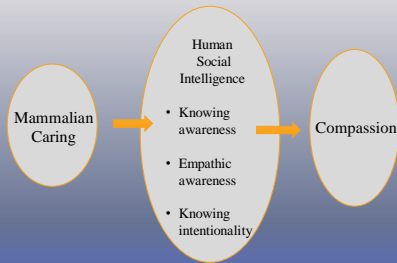 Mammalian
Caring
Human
Social
Intelligence
• Knowing
awareness
• Empathic
awareness
• Knowing
intentionality
Compassion